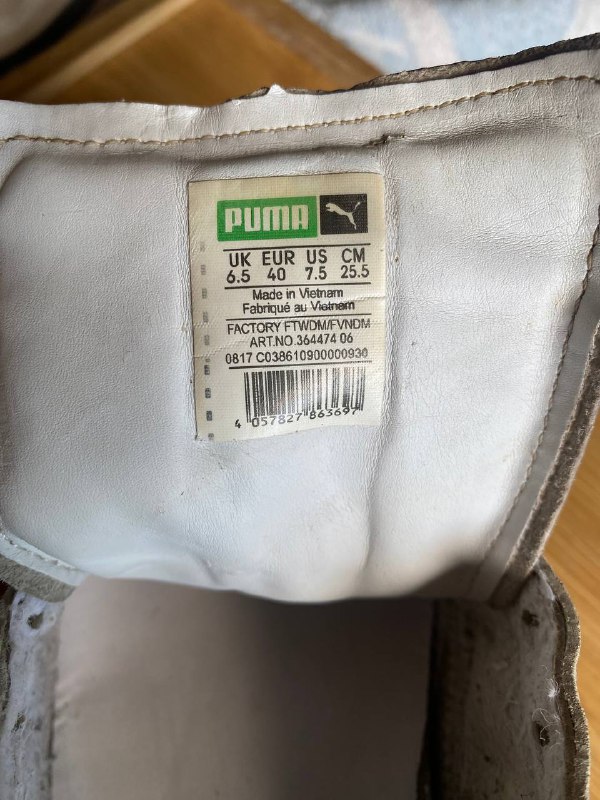 PUMA
UK EUR US CM
6.5 40 7.5 25.5
Made in Vietnam
Fabriqué au Vietnam
FACTORY FTWDM/FVNDM
ART.NO.364474 06
0817 C038610900000930
4 057827 863697